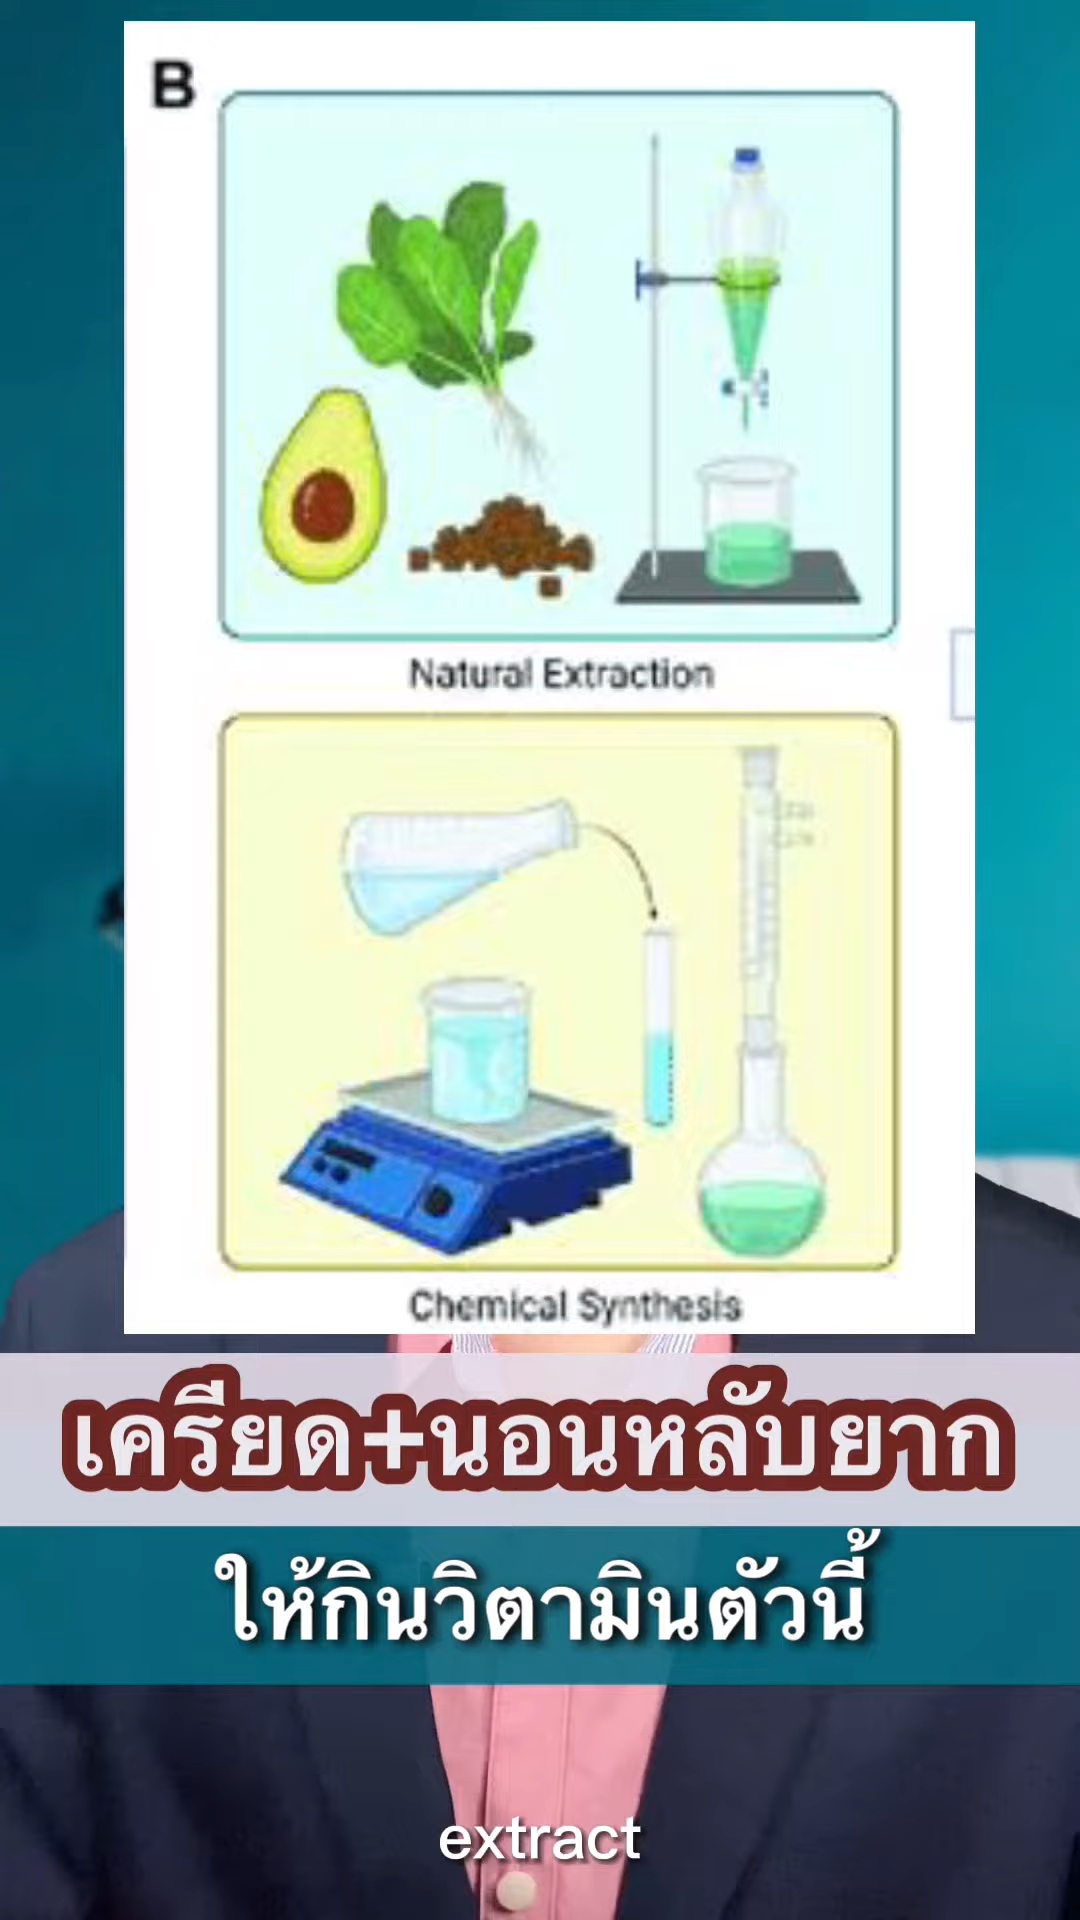 B
Natural Extraction
Chemical Synthesis
เครียด+นอนหลับยาก
ให้กินวิตามินตัวนี้
extract